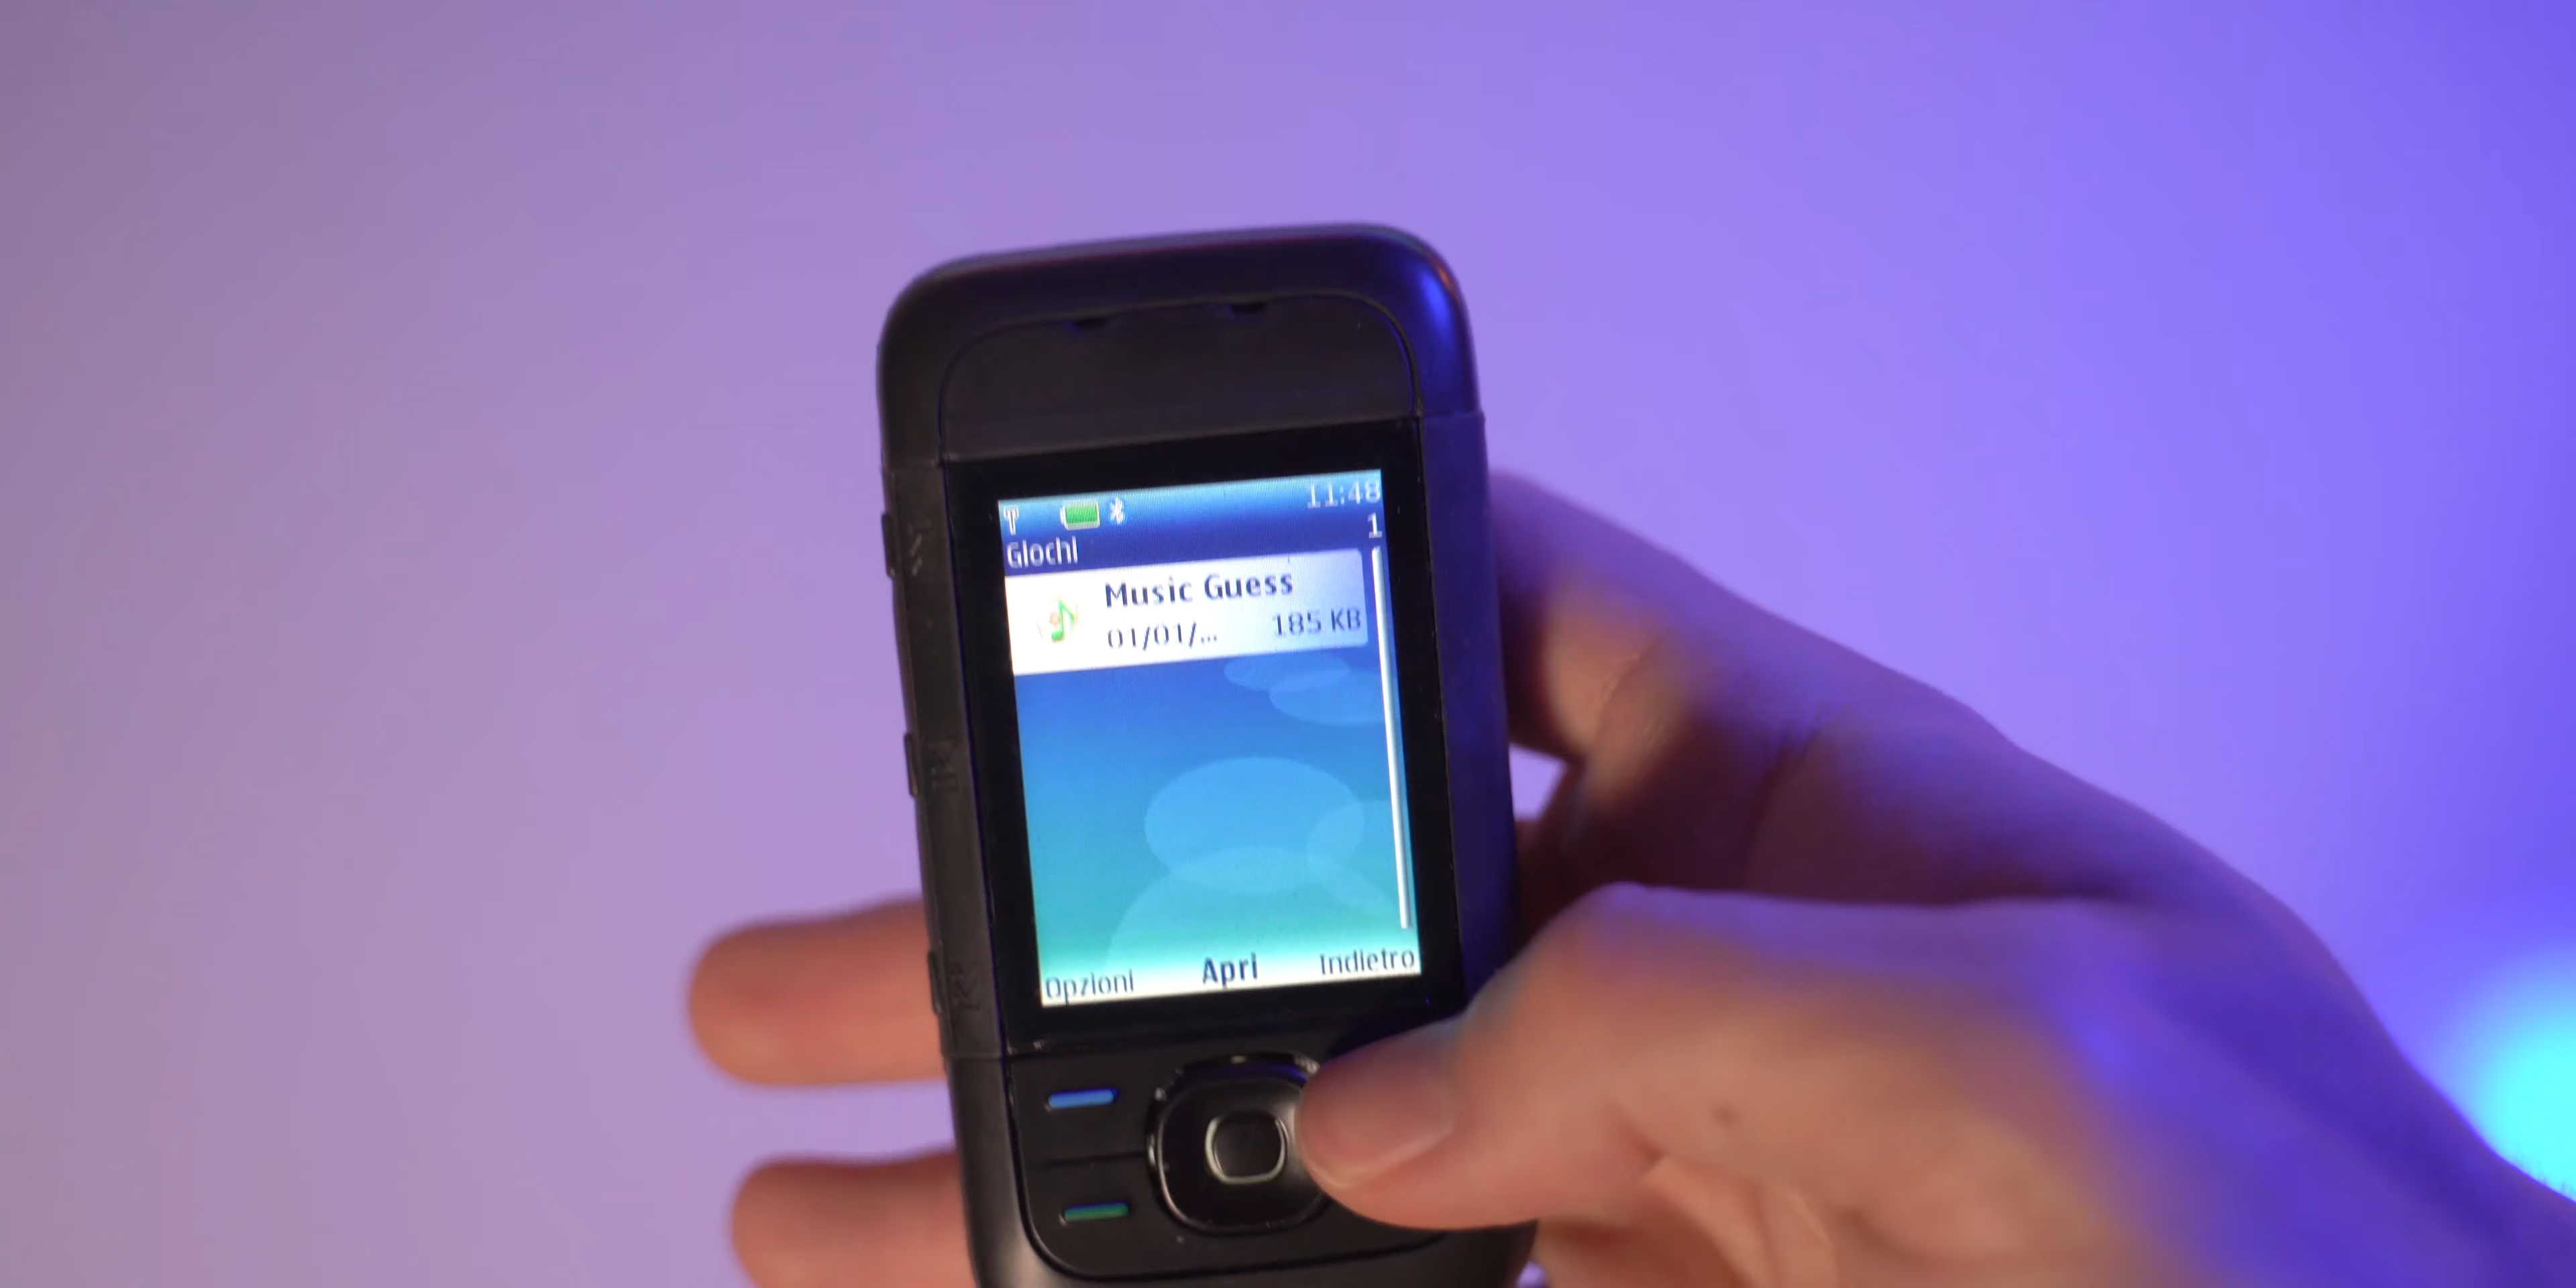 11:48
1
Giochi
Music Guess
01/01/... 185 KB
Opzioni Apri Indietro